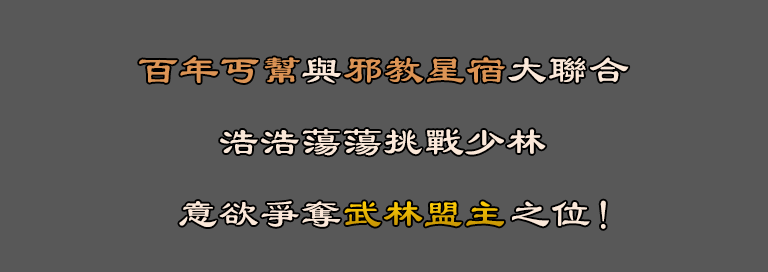 百年丐幫與邪教星宿大聯合
浩浩蕩蕩挑戰少林
意欲爭奪武林盟主之位!